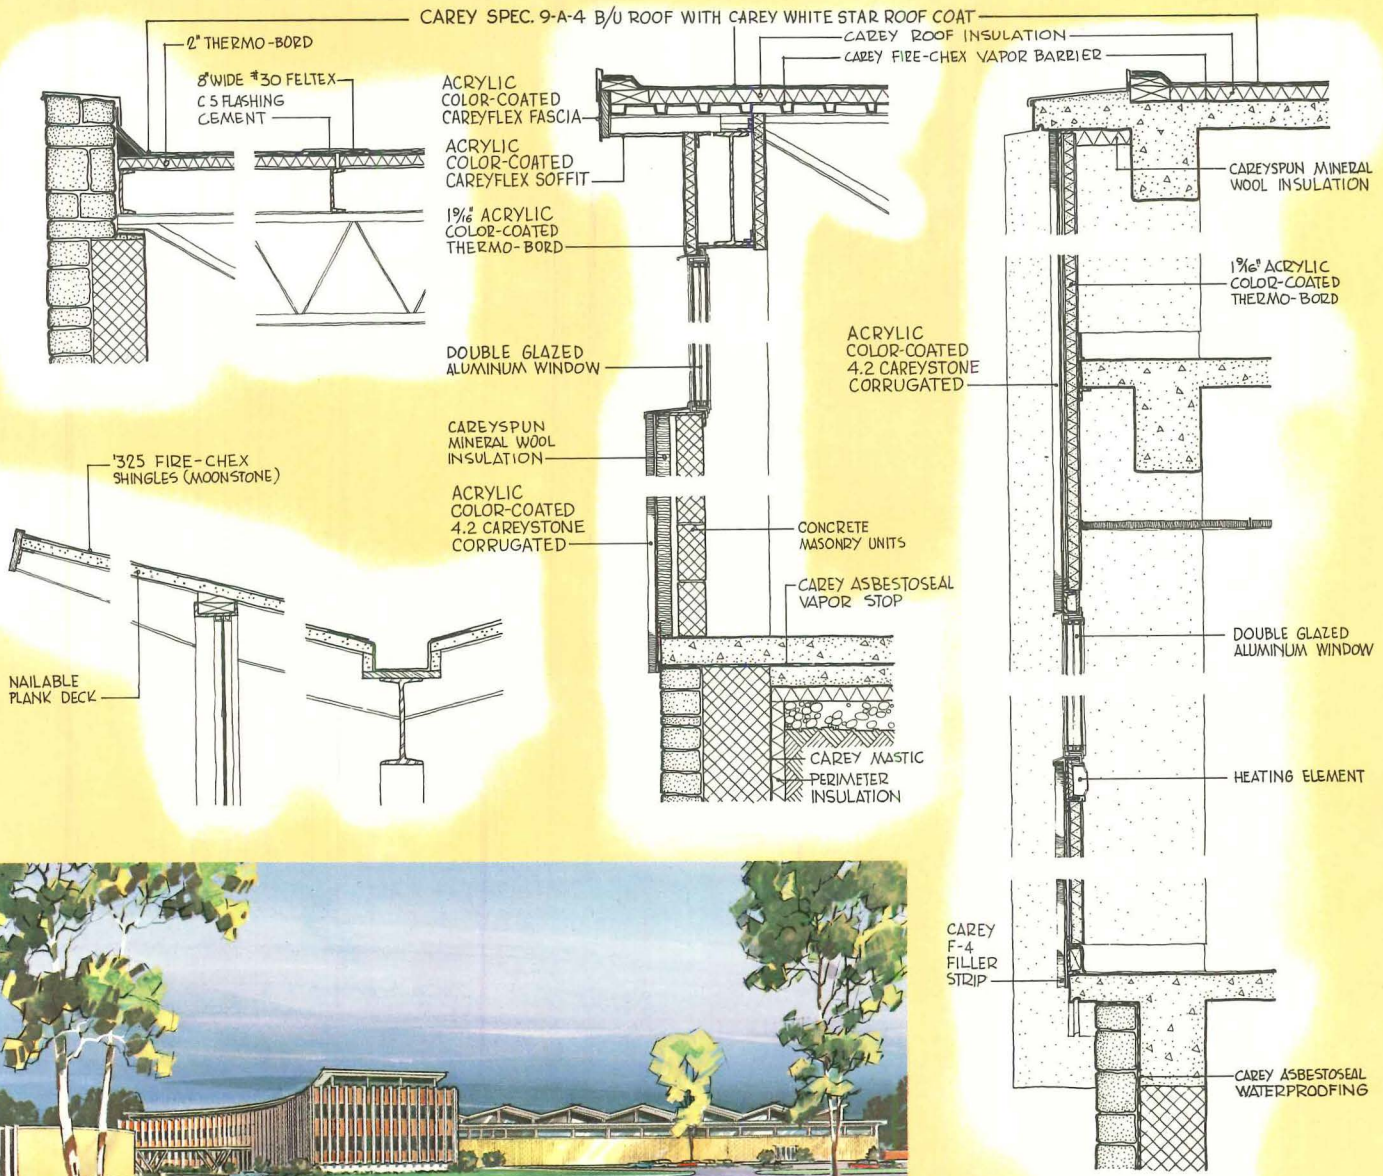 CAREY SPEC. 9-A-4 B/U ROOF WITH CAREY WHITE STAR ROOF COAT
2" THERMO-BORD
8" WIDE #30 FELTEX
C S FLASHING
CEMENT
ACRYLIC
COLOR-COATED
CAREYFLEX FASCIA
ACRYLIC
COLOR-COATED
CAREYFLEX SOFFIT
1 9/16" ACRYLIC
COLOR-COATED
THERMO-BORD
CAREY ROOF INSULATION
CAREY FIRE-CHEX VAPOR BARRIER
CAREYSPUN MINERAL
WOOL INSULATION
1 9/16" ACRYLIC
COLOR-COATED
THERMO-BORD
DOUBLE GLAZED
ALUMINUM WINDOW
ACRYLIC
COLOR-COATED
4.2 CAREYSTONE
CORRUGATED
CAREYSPUN
MINERAL WOOL
INSULATION
ACRYLIC
COLOR-COATED
4.2 CAREYSTONE
CORRUGATED
CONCRETE
MASONRY UNITS
CAREY ASBESTOSEAL
VAPOR STOP
CAREY MASTIC
PERIMETER
INSULATION
'325 FIRE-CHEX
SHINGLES (MOONSTONE)
NAILABLE
PLANK DECK
DOUBLE GLAZED
ALUMINUM WINDOW
HEATING ELEMENT
CAREY
F-4
FILLER
STRIP
CAREY ASBESTOSEAL
WATERPROOFING